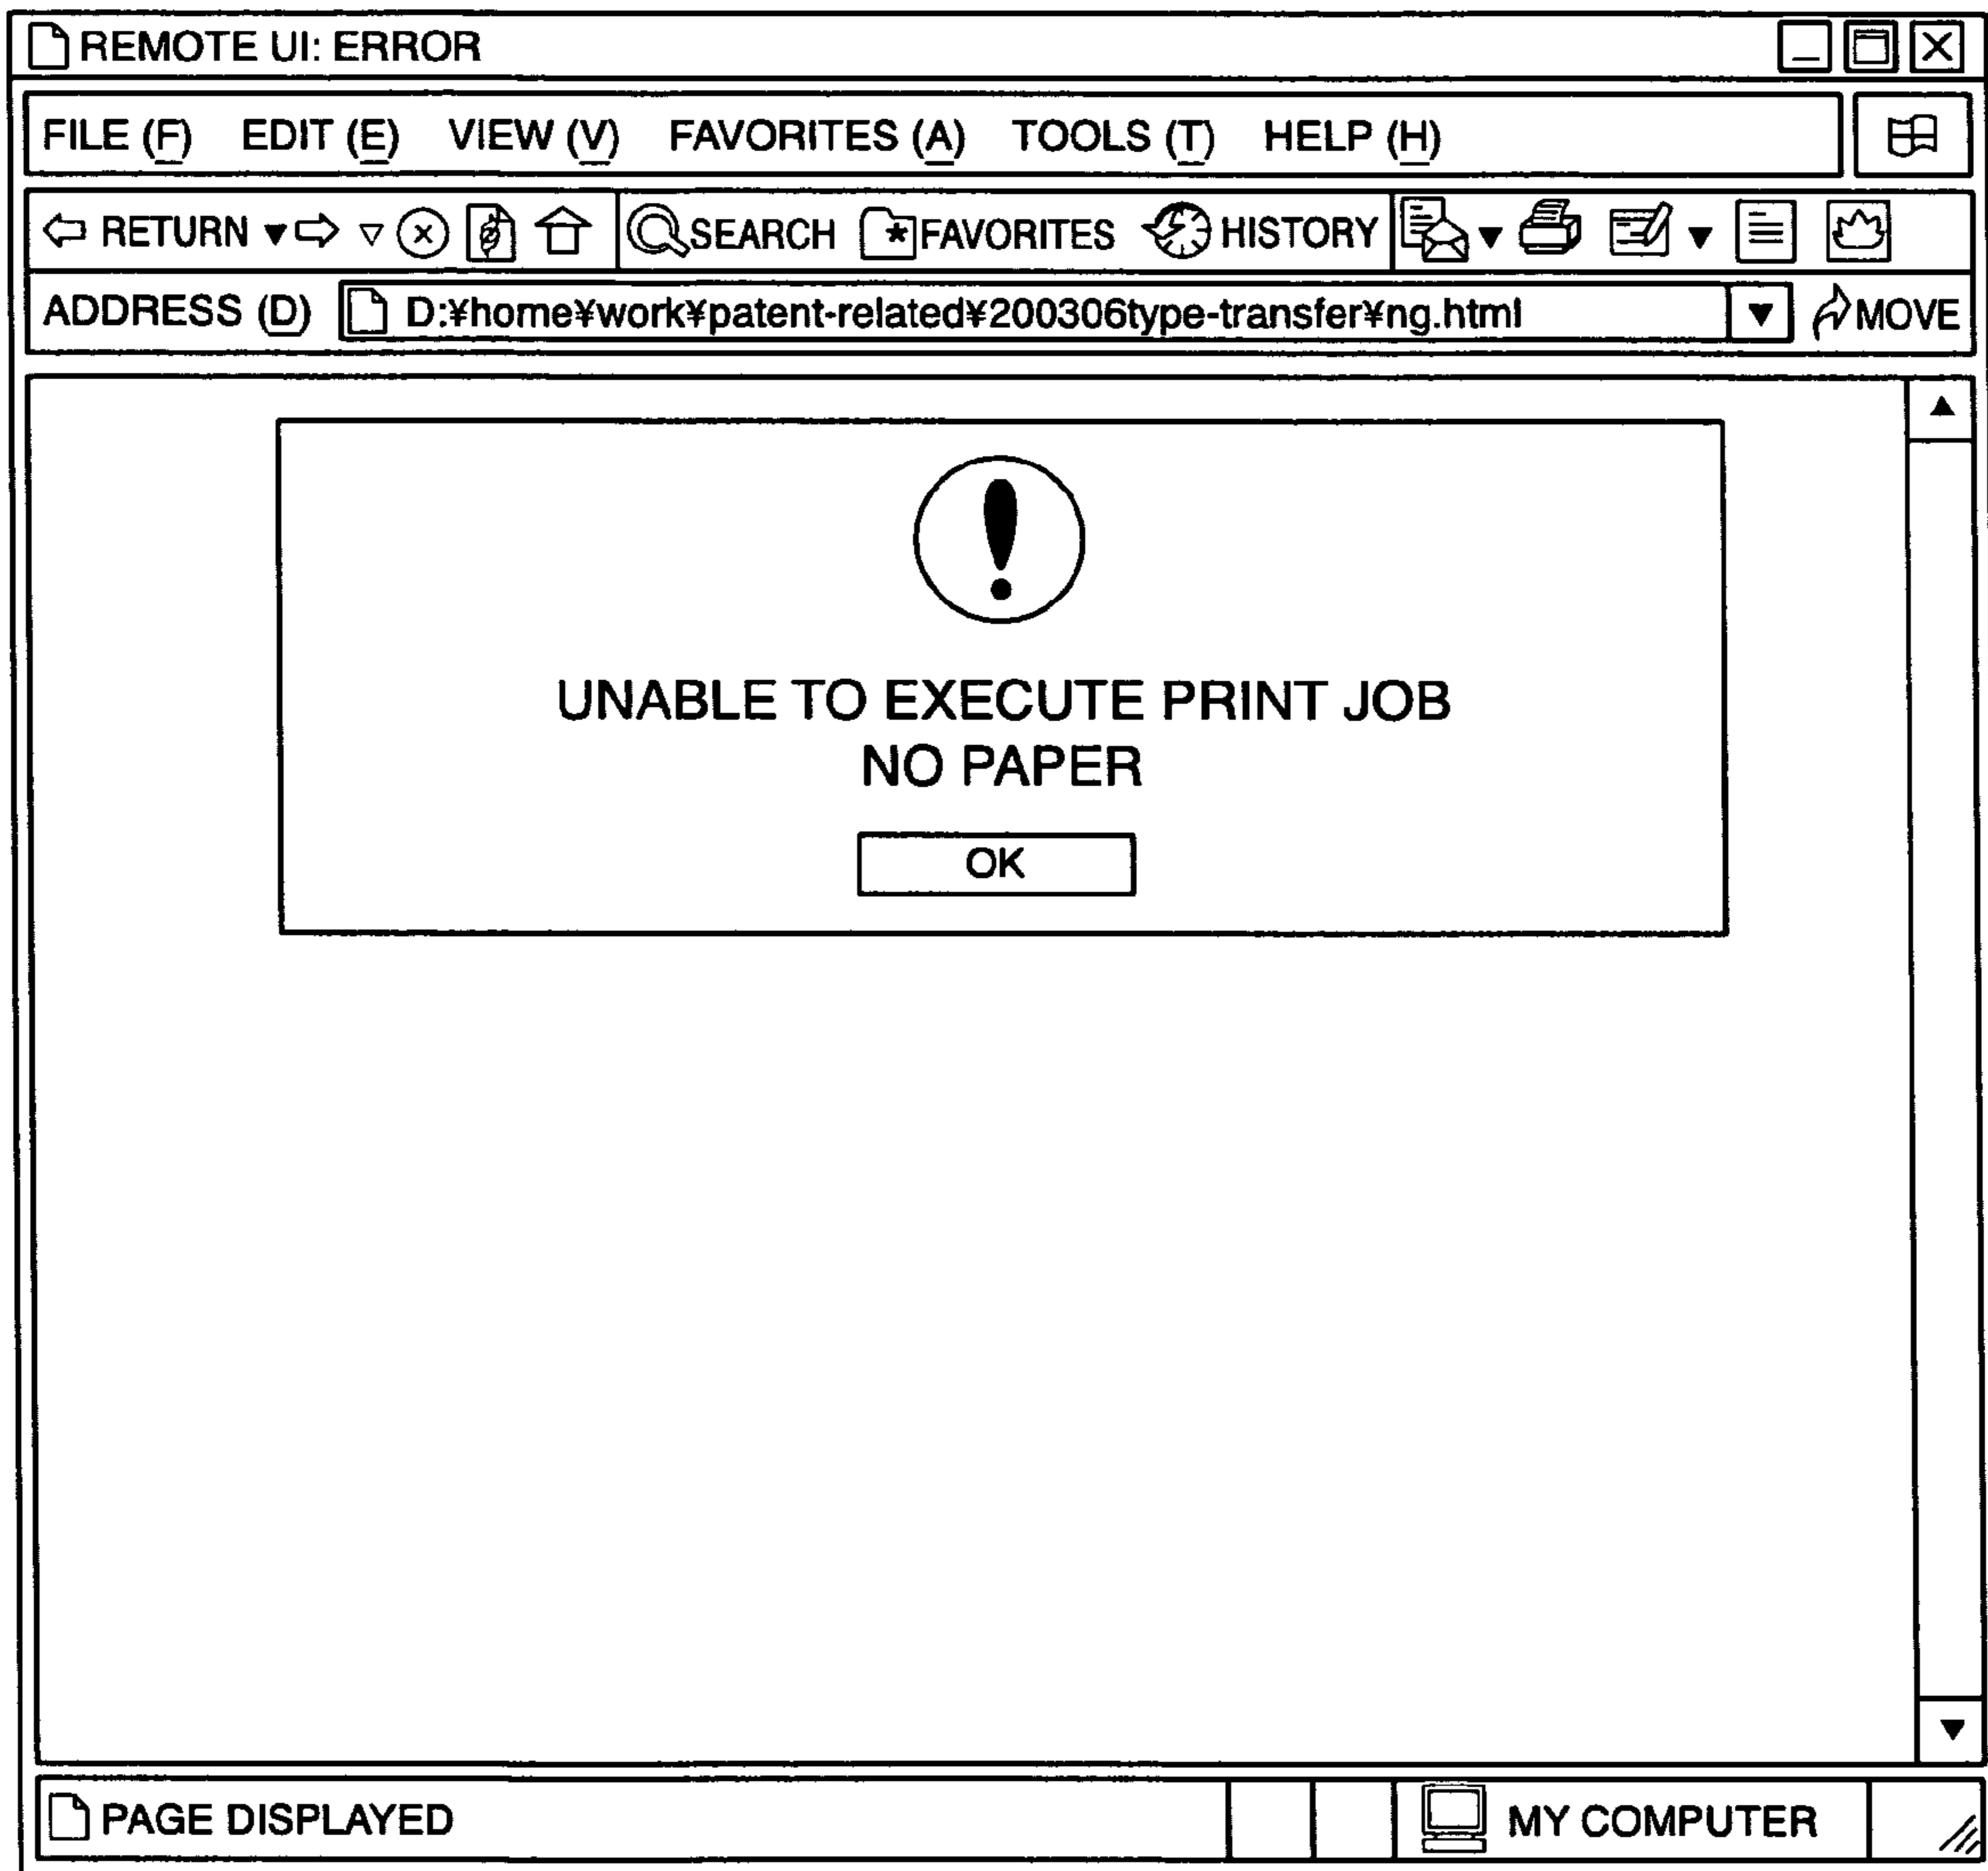 REMOTE UI: ERROR
FILE (F) EDIT (E) VIEW (V) FAVORITES (A) TOOLS (T) HELP (H)
RETURN SEARCH FAVORITES HISTORY
ADDRESS (D) D:¥home¥work¥patent-related¥200306type-transfer¥ng.html MOVE
UNABLE TO EXECUTE PRINT JOB
NO PAPER
OK
PAGE DISPLAYED MY COMPUTER